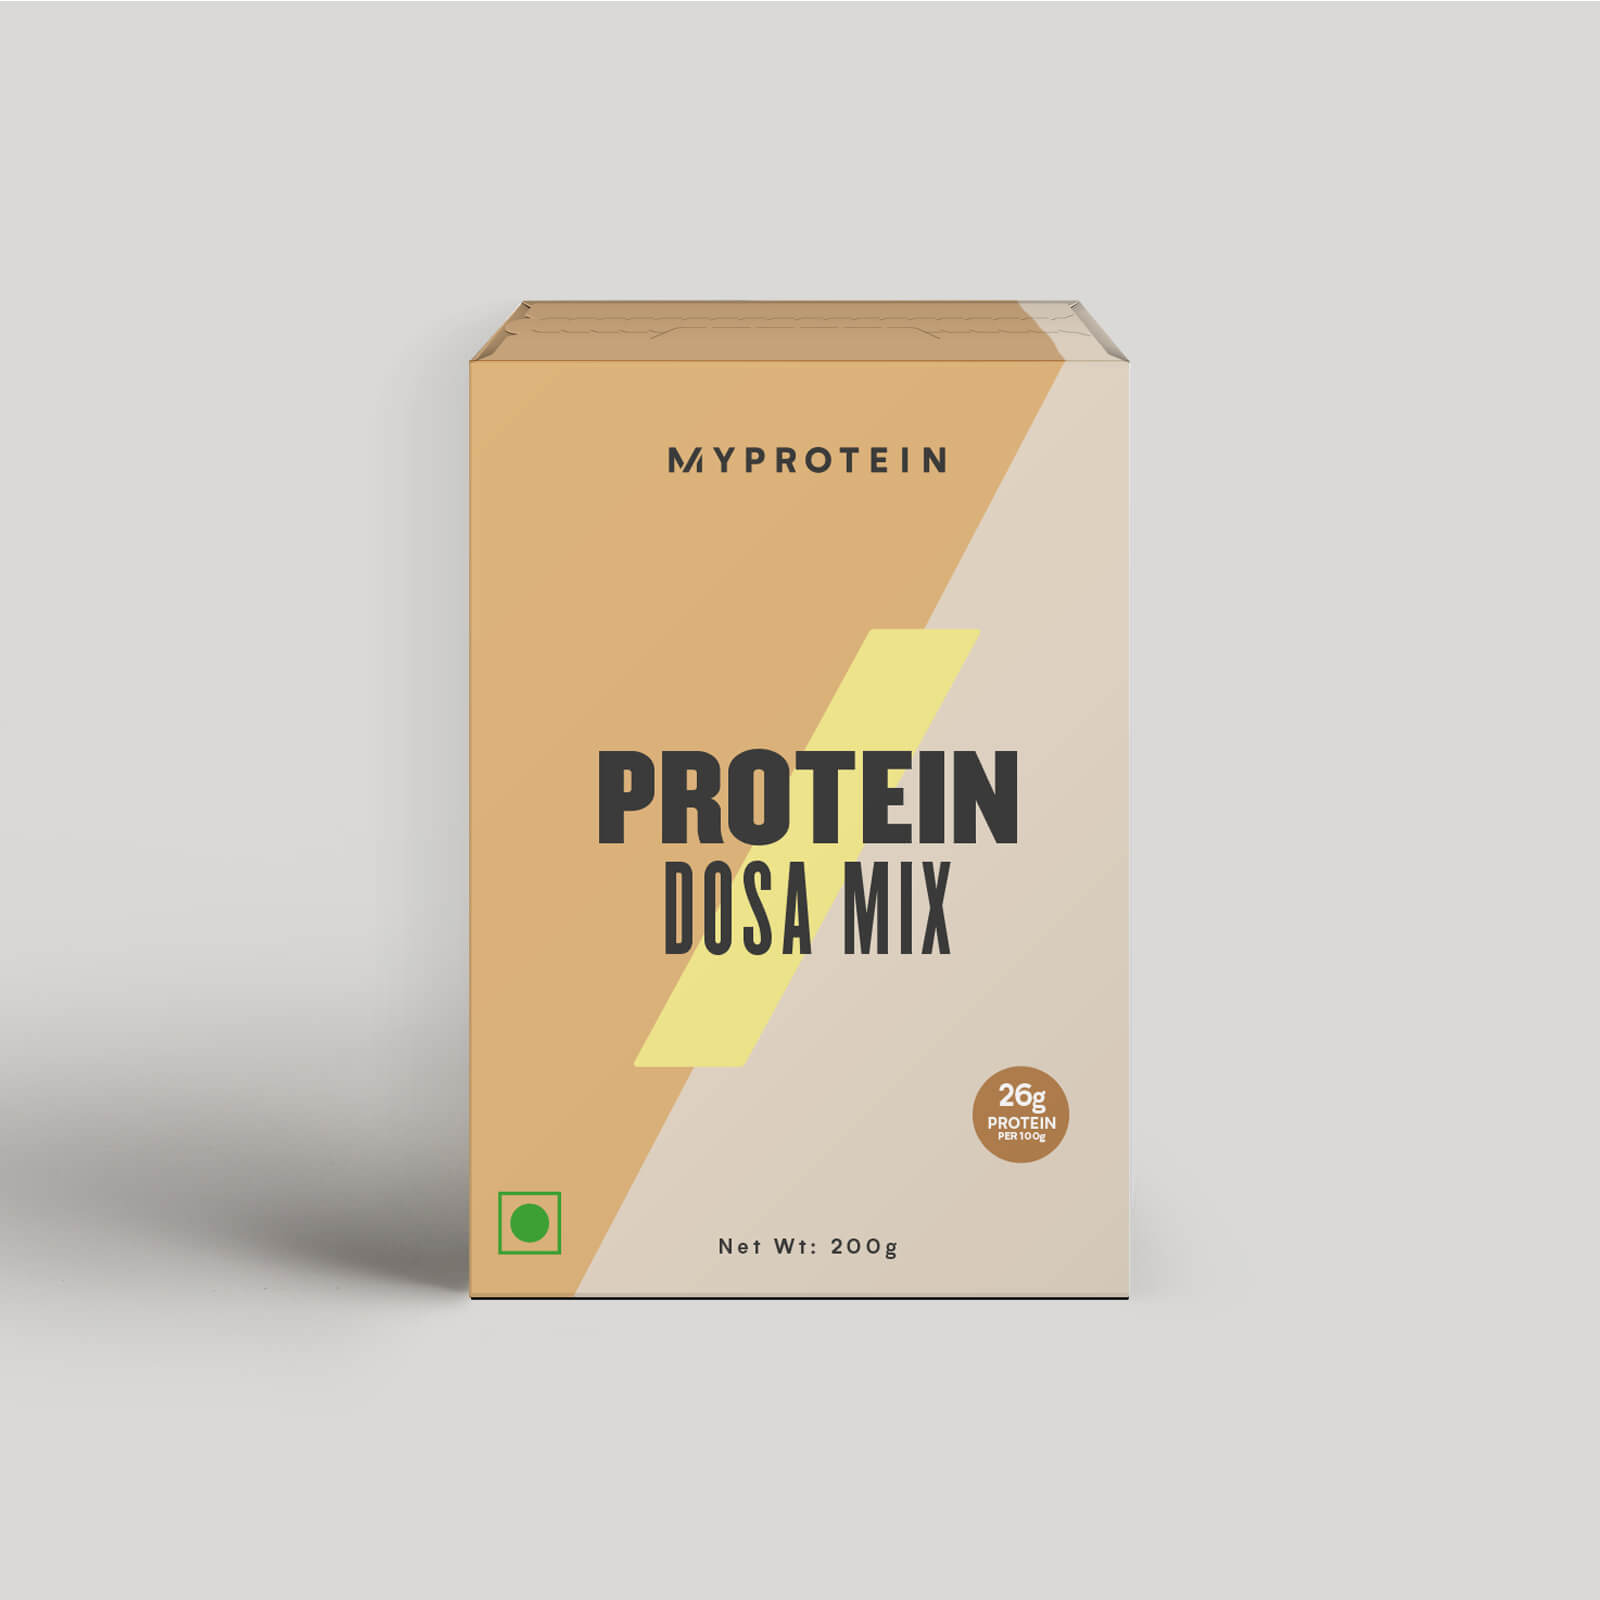 MYPROTEIN
PROTEIN
DOSA MIX
26g
PROTEIN
PER 100g
Net Wt: 200g